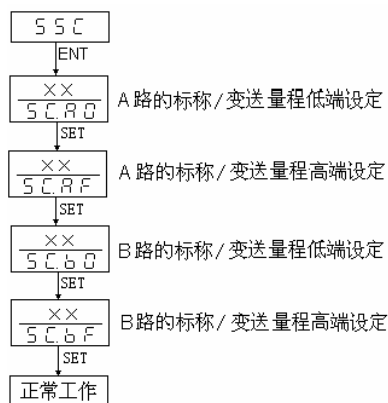 SSC
ENT
××
SC.A0
A路的标称/变送量程低端设定
SET
××
SC.AF
A路的标称/变送量程高端设定
SET
××
SC.b0
B路的标称/变送量程低端设定
SET
××
SC.bF
B路的标称/变送量程高端设定
SET
正常工作